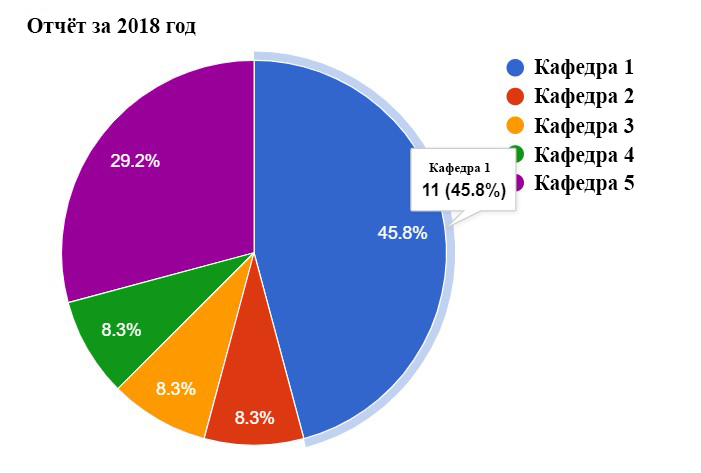 Отчёт за 2018 год
Кафедра 1
Кафедра 2
Кафедра 3
Кафедра 4
Кафедра 5
Кафедра 1
11 (45.8%)
29.2%
45.8%
8.3%
8.3%
8.3%